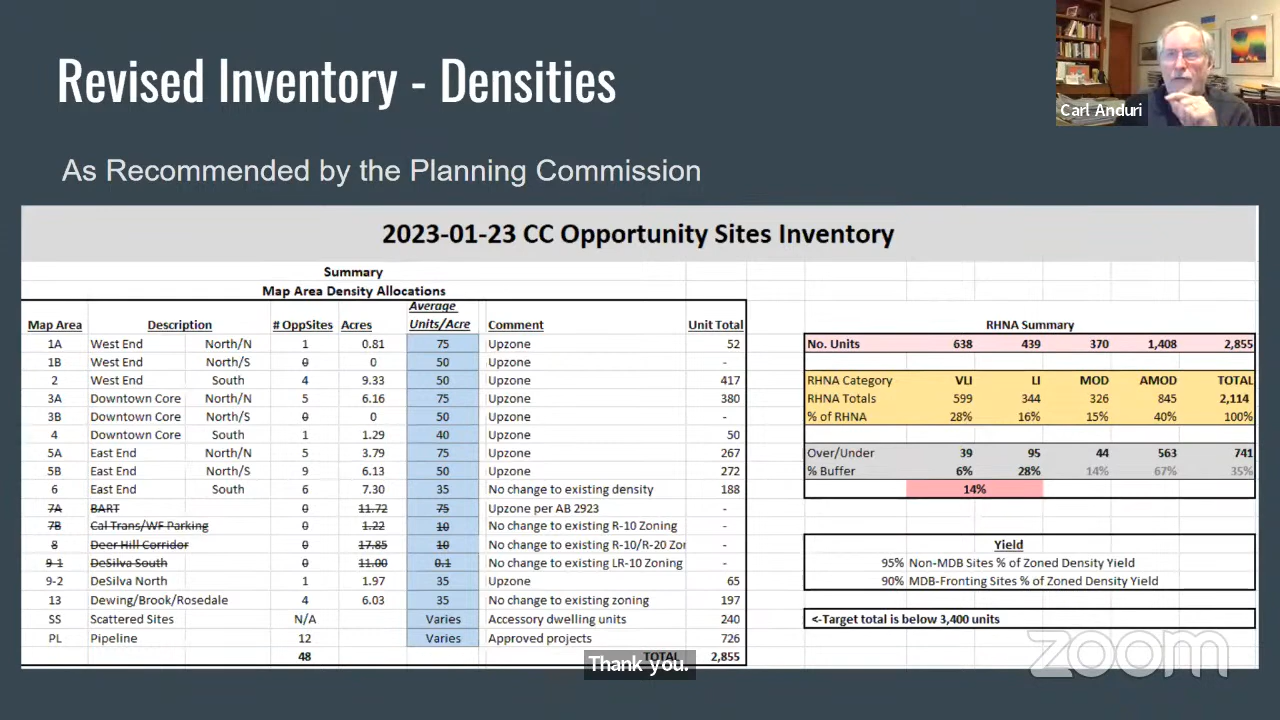 Revised Inventory - Densities
Carl Anduri
As Recommended by the Planning Commission
2023-01-23 CC Opportunity Sites Inventory
Summary
Map Area Density Allocations
Average
Map Area Description # OppSites Acres Units/Acre Comment Unit Total
1A West End North/N 1 0.81 75 Upzone 52
1B West End North/S 0 0 50 Upzone -
2 West End South 4 9.33 50 Upzone 417
3A Downtown Core North/N 5 6.16 75 Upzone 380
3B Downtown Core North/S 0 0 50 Upzone -
4 Downtown Core South 1 1.29 40 Upzone 50
5A East End North/N 5 3.79 75 Upzone 267
5B East End North/S 9 6.13 50 Upzone 272
6 East End South 6 7.30 35 No change to existing density 188
7A BART 0 11.72 75 Upzone per AB 2923 -
7B Cal Trans/WF Parking 0 1.22 10 No change to existing R-10 Zoning -
8 Deer Hill Corridor 0 17.85 10 No change to existing R-10/R-20 Zor -
9-1 DeSilva South 0 11.00 0.1 No change to existing LR-10 Zoning -
9-2 DeSilva North 1 1.97 35 Upzone 65
13 Dewing/Brook/Rosedale 4 6.03 35 No change to existing zoning 197
SS Scattered Sites N/A Varies Accessory dwelling units 240
PL Pipeline 12 Varies Approved projects 726
48 TOTAL 2,855
RHNA Summary
No. Units 638 439 370 1,408 2,855
RHNA Category VLI LI MOD AMOD TOTAL
RHNA Totals 599 344 326 845 2,114
% of RHNA 28% 16% 15% 40% 100%
Over/Under 39 95 44 563 741
% Buffer 6% 28% 14% 67% 35%
14%
Yield
95% Non-MDB Sites % of Zoned Density Yield
90% MDB-Fronting Sites % of Zoned Density Yield
<-Target total is below 3,400 units
Thank you.
zoom